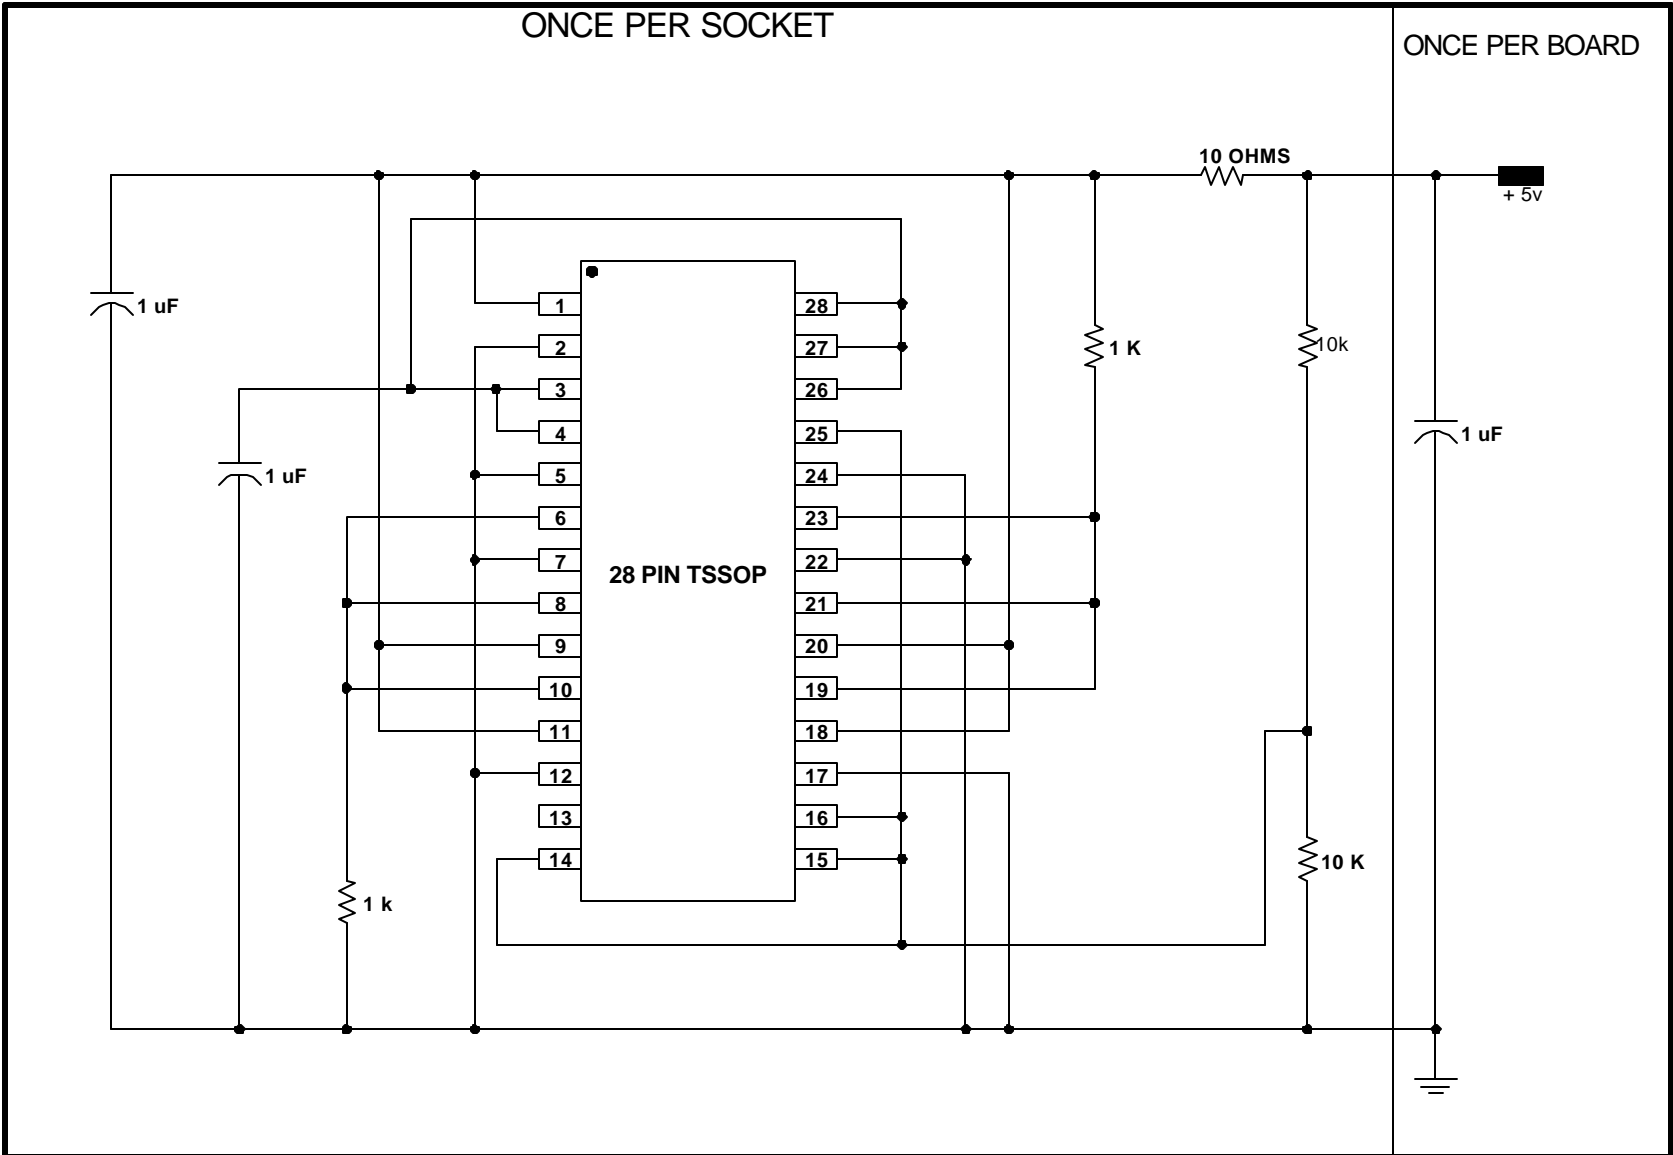 ONCE PER SOCKET
ONCE PER BOARD
10 OHMS
+ 5v
1 uF
1 28
2 27
1 K
10k
3 26
4 25
1 uF
5 24
1 uF
6 23
7 22
28 PIN TSSOP
8 21
9 20
10 19
11 18
12 17
13 16
14 15
10 K
1 k